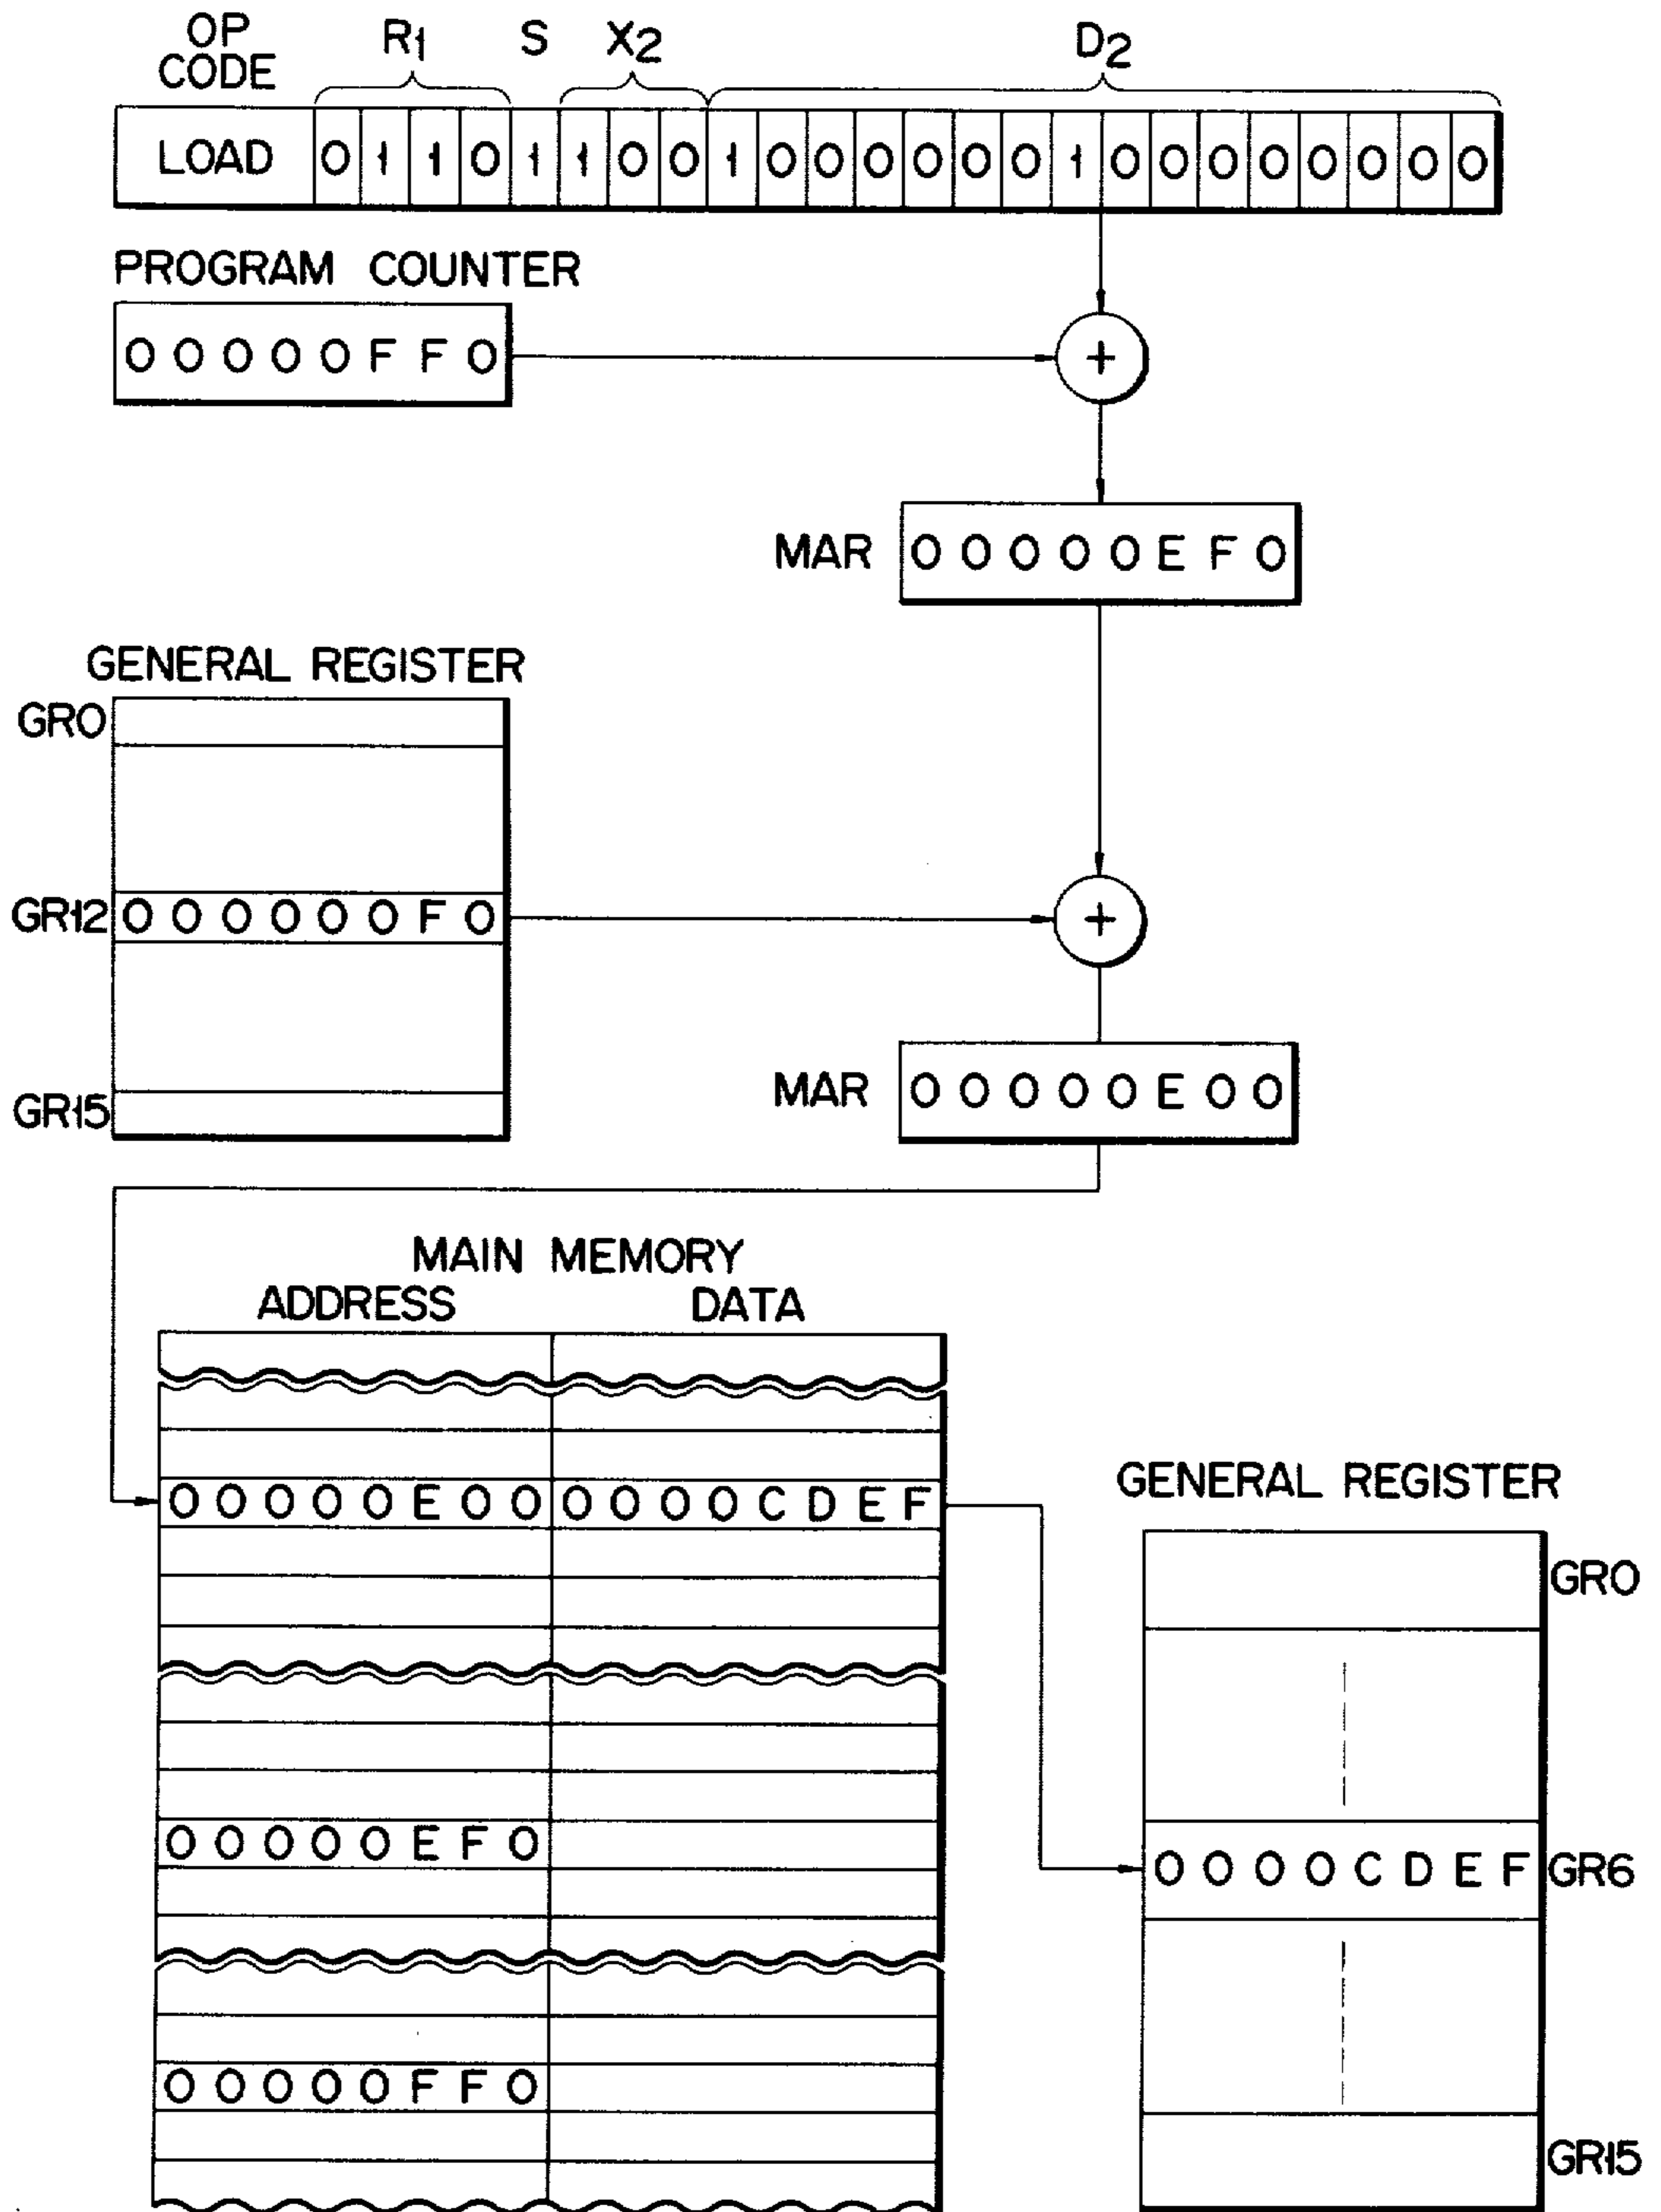 OP CODE R1 S X2 D2
LOAD 0 1 1 0 1 1 0 0 1 0 0 0 0 0 0 1 0 0 0 0 0 0 0 0
PROGRAM COUNTER
0 0 0 0 0 F F 0
+
MAR 0 0 0 0 0 E F 0
GENERAL REGISTER
GR0
GR12 0 0 0 0 0 0 F 0
+
GR15
MAR 0 0 0 0 0 E 0 0
MAIN MEMORY
ADDRESS DATA
0 0 0 0 0 E 0 0 0 0 0 0 C D E F
GENERAL REGISTER
GR0
0 0 0 0 0 E F 0
0 0 0 0 C D E F GR6
0 0 0 0 0 F F 0
GR15